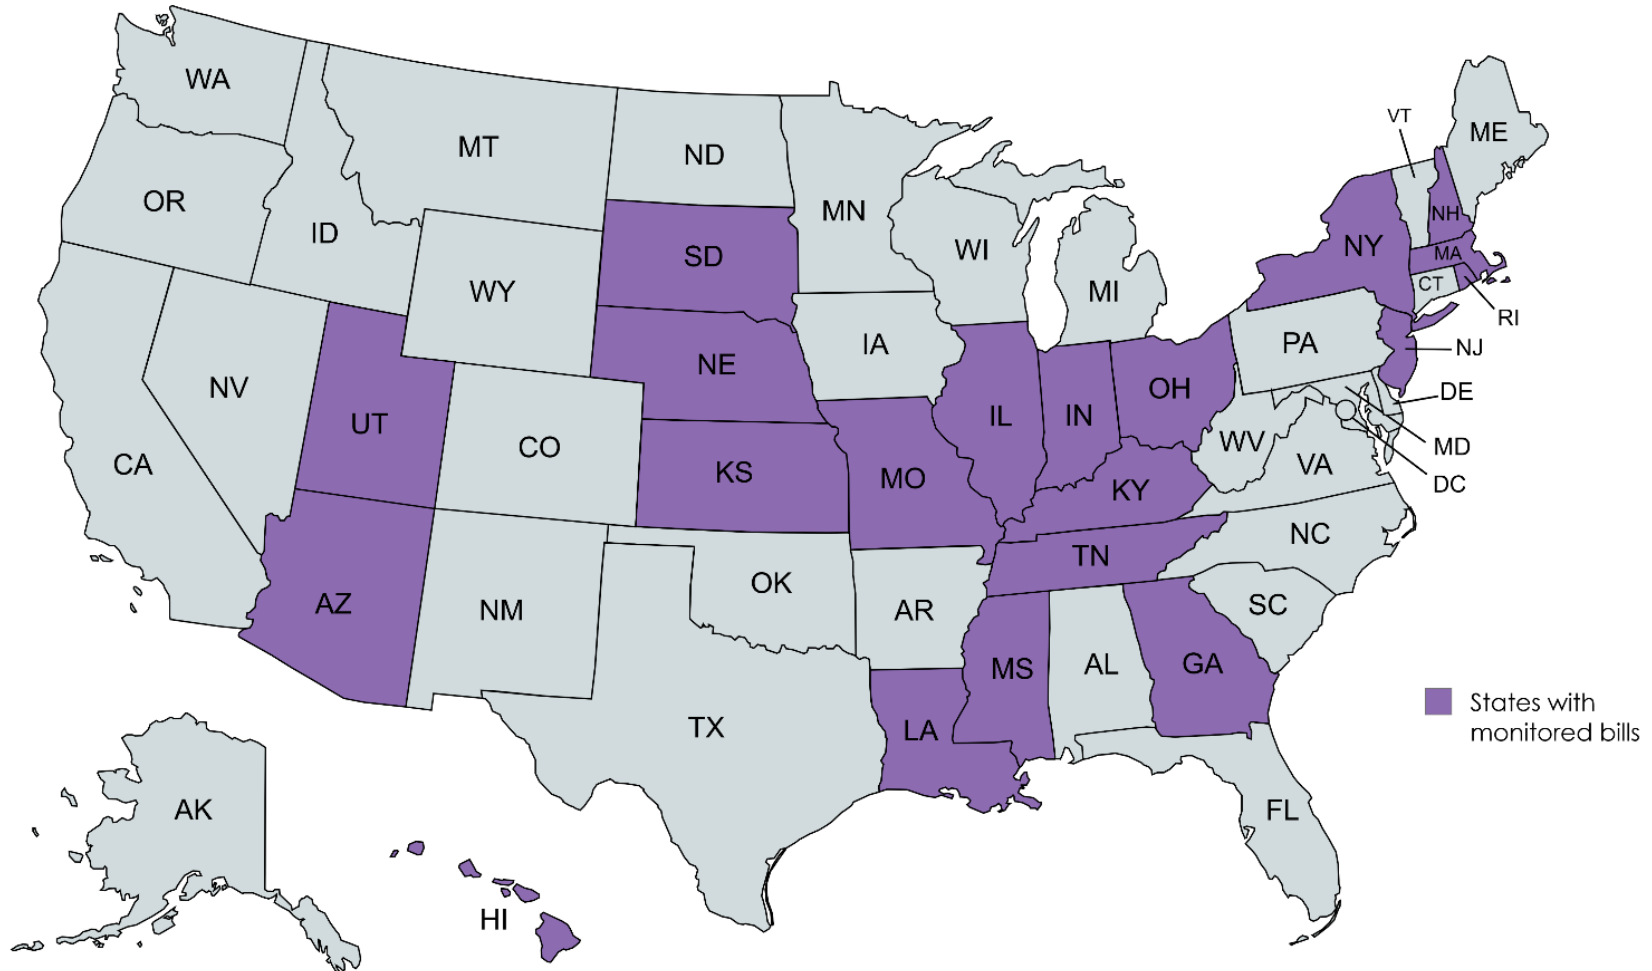 WA
MT
ND
VT
ME
OR
ID
MN
WI
NH
NY
MA
SD
WY
MI
CT
RI
IA
PA
NJ
NV
NE
UT
IL
IN
OH
DE
CO
KS
MO
WV
MD
CA
VA
DC
KY
NC
TN
OK
AZ
NM
AR
SC
MS
AL
GA
TX
LA
States with
monitored bills
AK
FL
HI